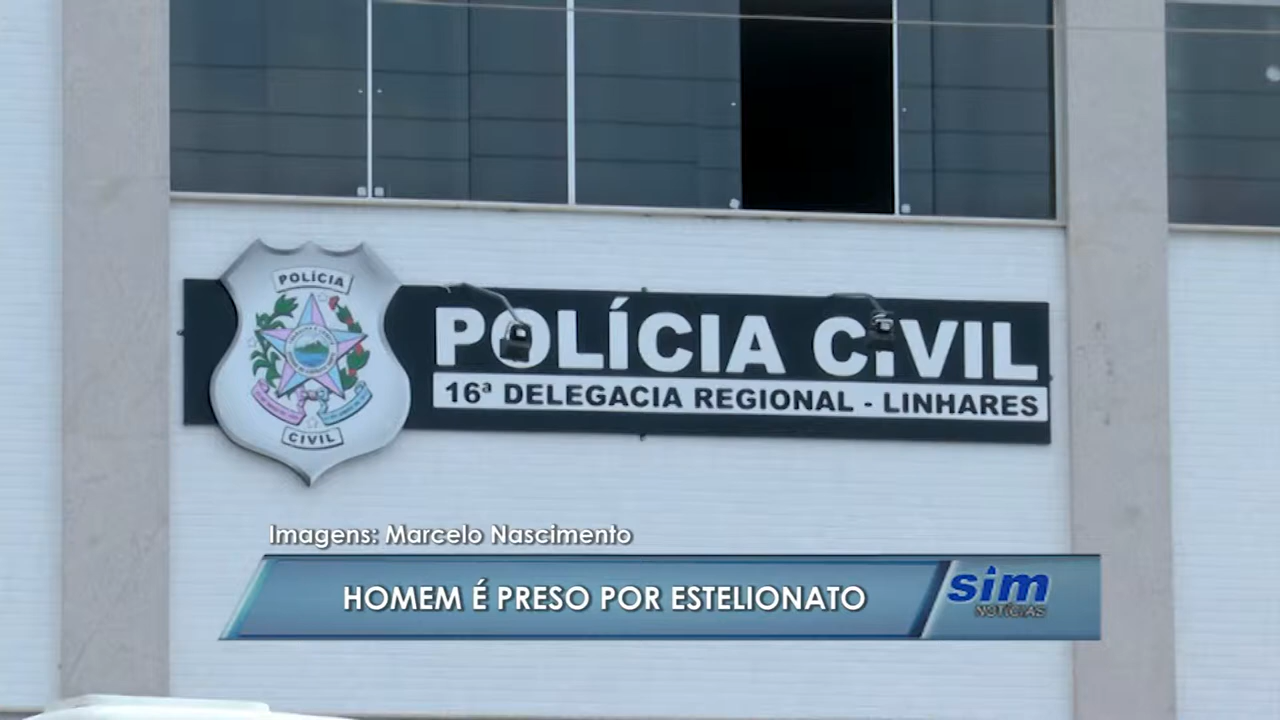 POLÍCIA
CIVIL
POLÍCIA CIVIL
16ª DELEGACIA REGIONAL - LINHARES
Imagens: Marcelo Nascimento
HOMEM É PRESO POR ESTELIONATO
sim
NOTÍCIAS